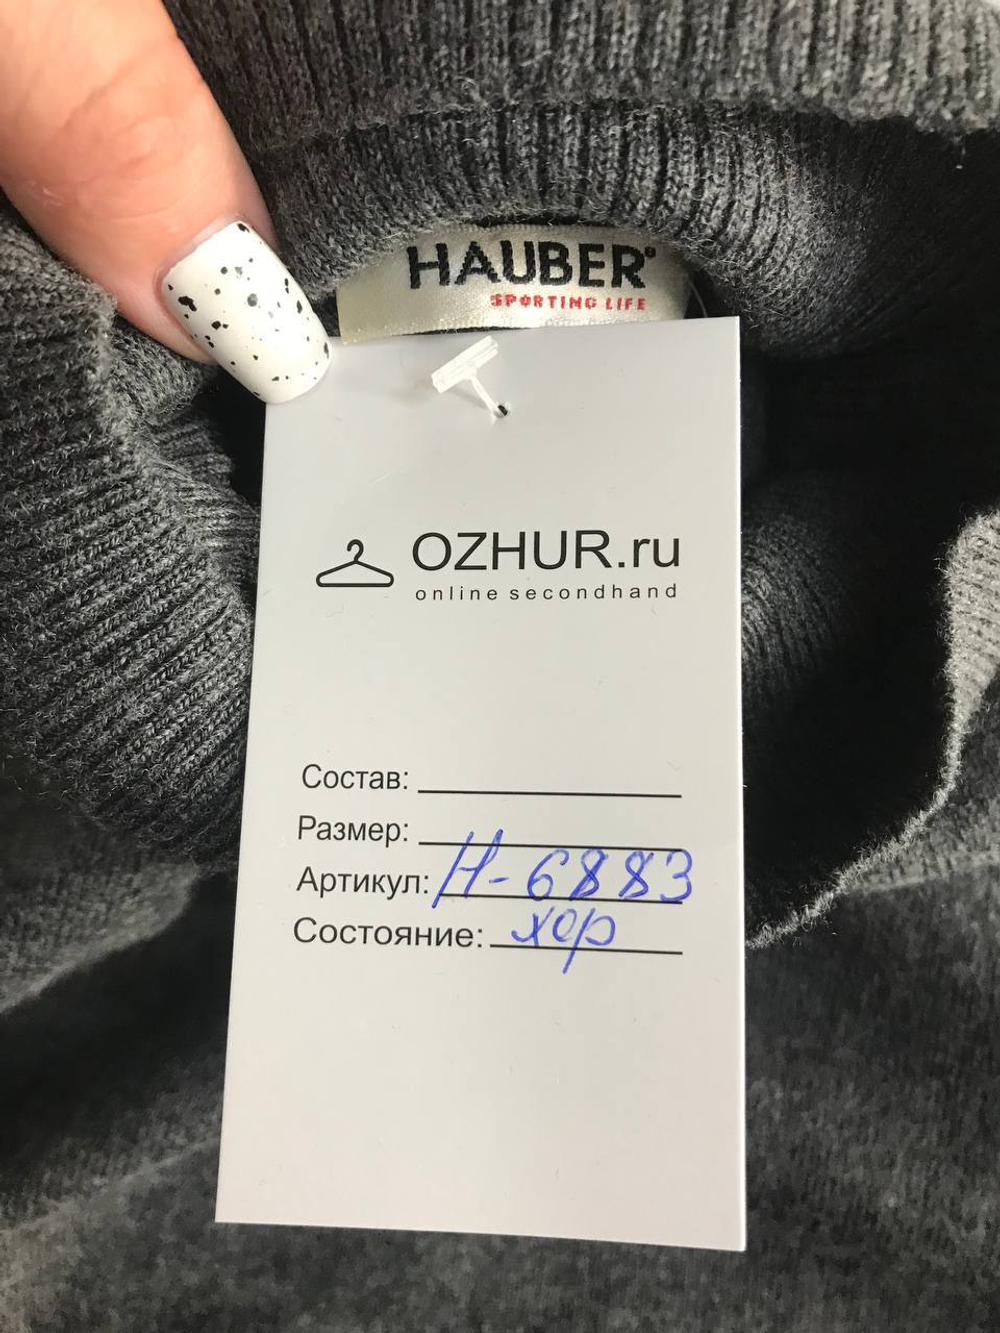 HAUBER®
SPORTING LIFE
OZHUR.ru
online secondhand
Состав:
Размер:
Артикул: Н-6883
Состояние: хор